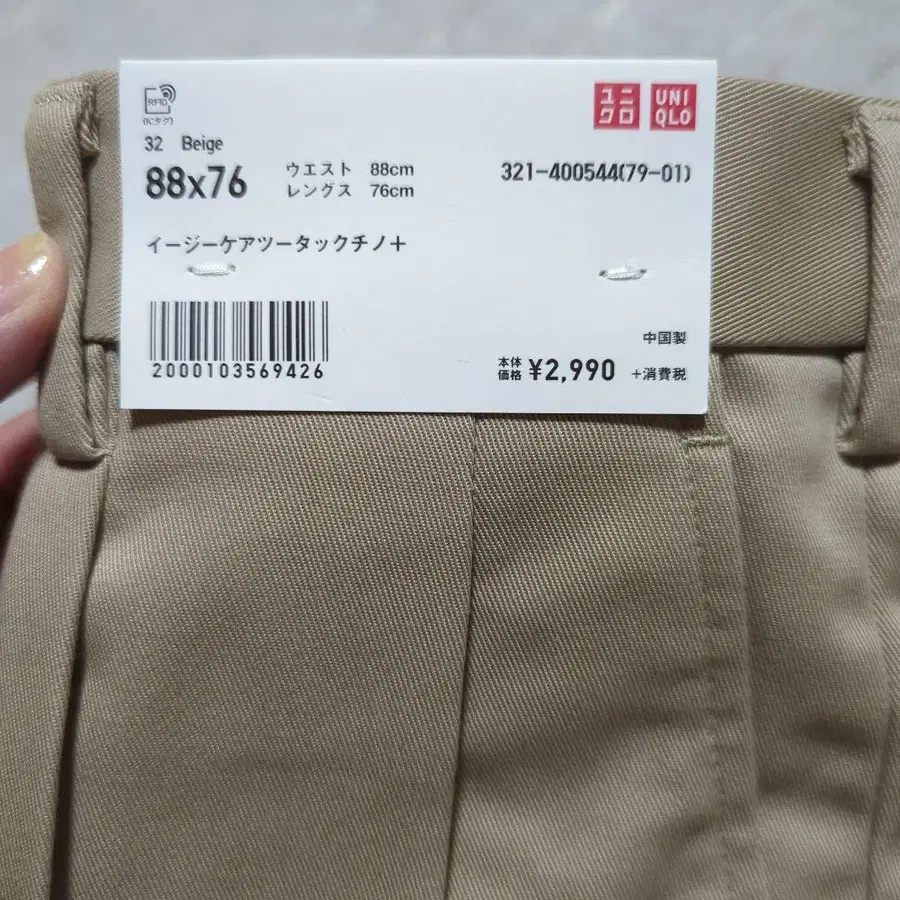 RFID
(ICタグ)
ユニ
クロ
UNI
QLO
32 Beige
88x76
ウエスト 88cm
レングス 76cm
321-400544(79-01)
イージーケアツータックチノ+
2000103569426
中国製
本体
価格 ¥2,990 +消費税